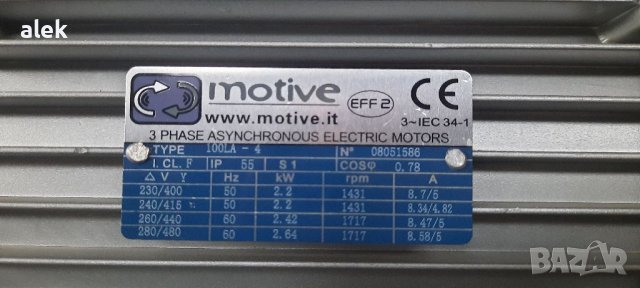 alek
motive EFF2 CE
www.motive.it 3~IEC 34-1
3 PHASE ASYNCHRONOUS ELECTRIC MOTORS
TYPE 100LA - 4 N° 08051586
I. CL. F IP 55 S1 COSφ 0.78
Δ V Y Hz kW rpm A
230/400 50 2.2 1431 8.7/5
240/415 50 2.2 1431 8.34/4.82
260/440 60 2.42 1717 8.47/5
280/480 60 2.64 1717 8.58/5
BAZAR